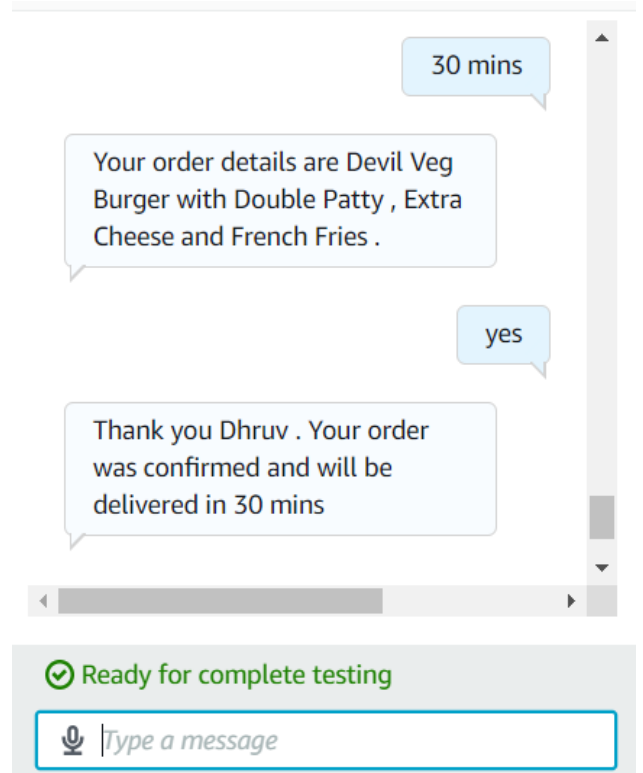 30 mins
Your order details are Devil Veg
Burger with Double Patty , Extra
Cheese and French Fries .
yes
Thank you Dhruv . Your order
was confirmed and will be
delivered in 30 mins
Ready for complete testing
Type a message